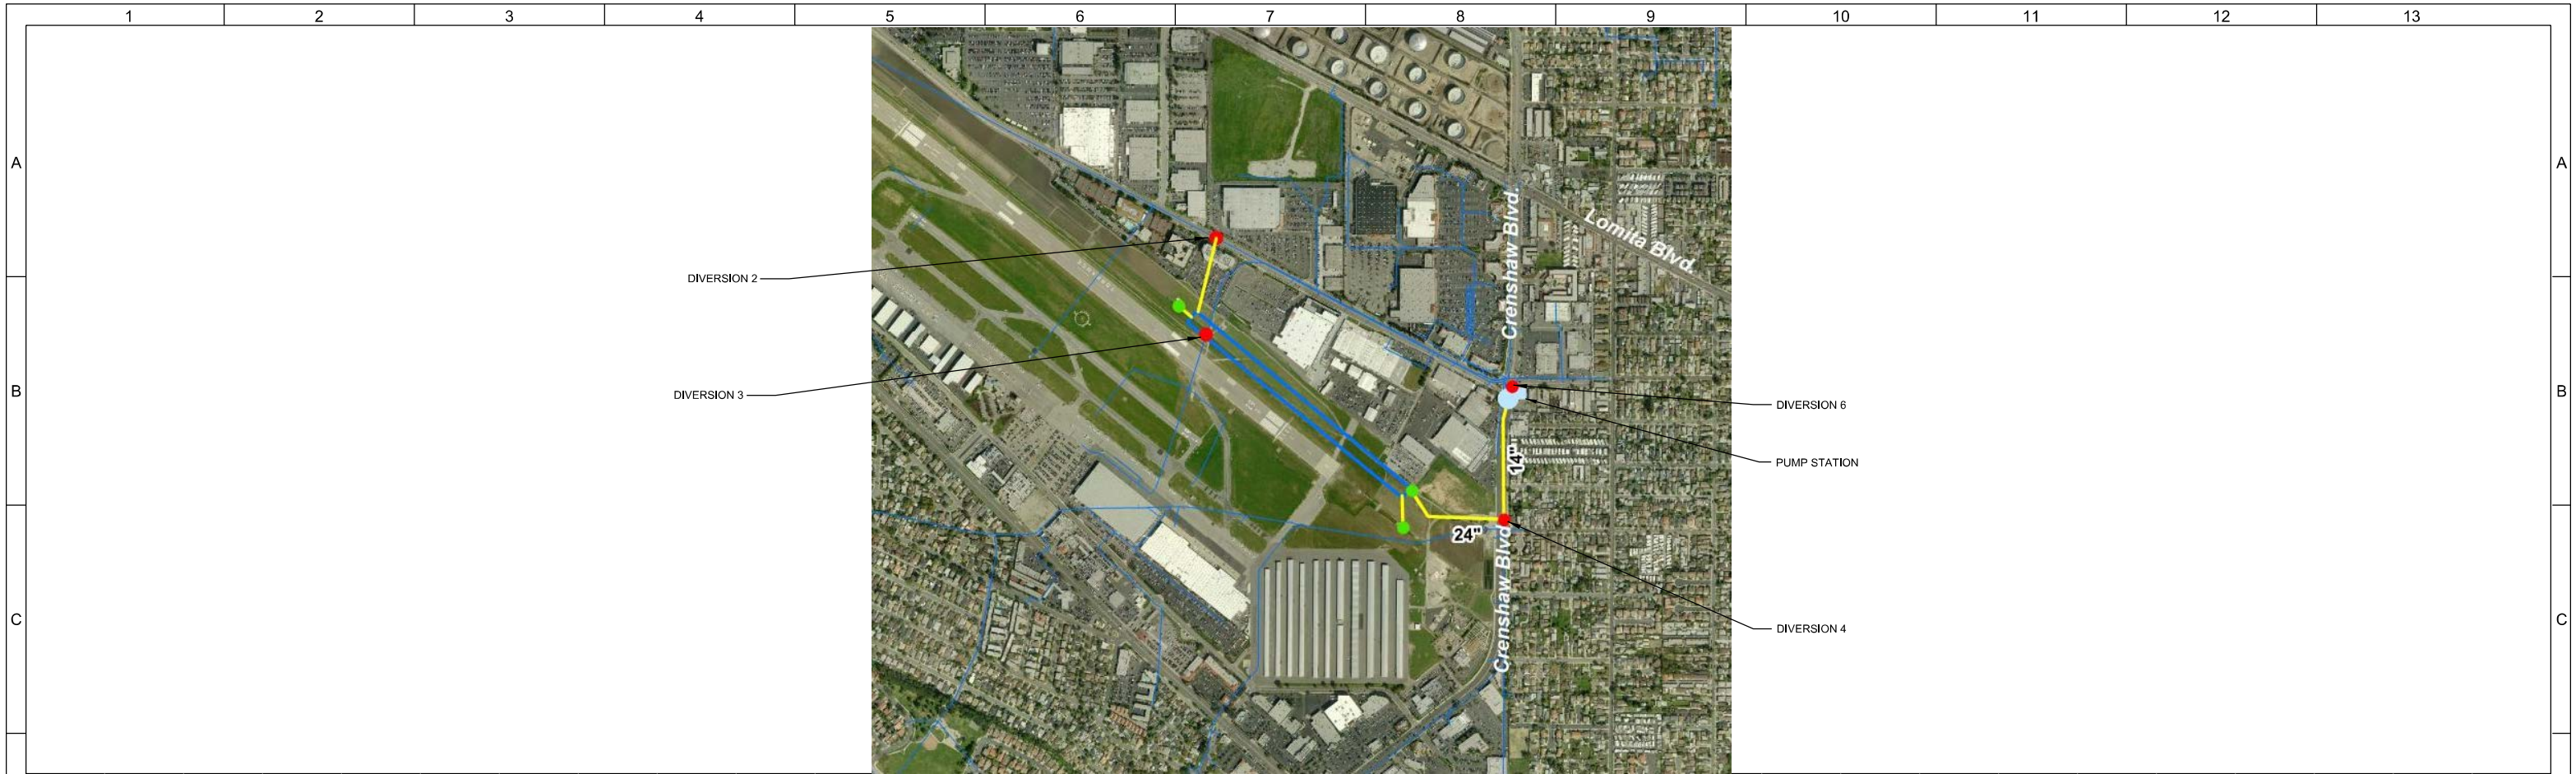 1 2 3 4 5 6 7 8 9 10 11 12 13
A A
Crenshaw Blvd.
Lomita Blvd.
DIVERSION 2
B B
DIVERSION 3
DIVERSION 6
14"
PUMP STATION
24"
Crenshaw Blvd.
C C
DIVERSION 4